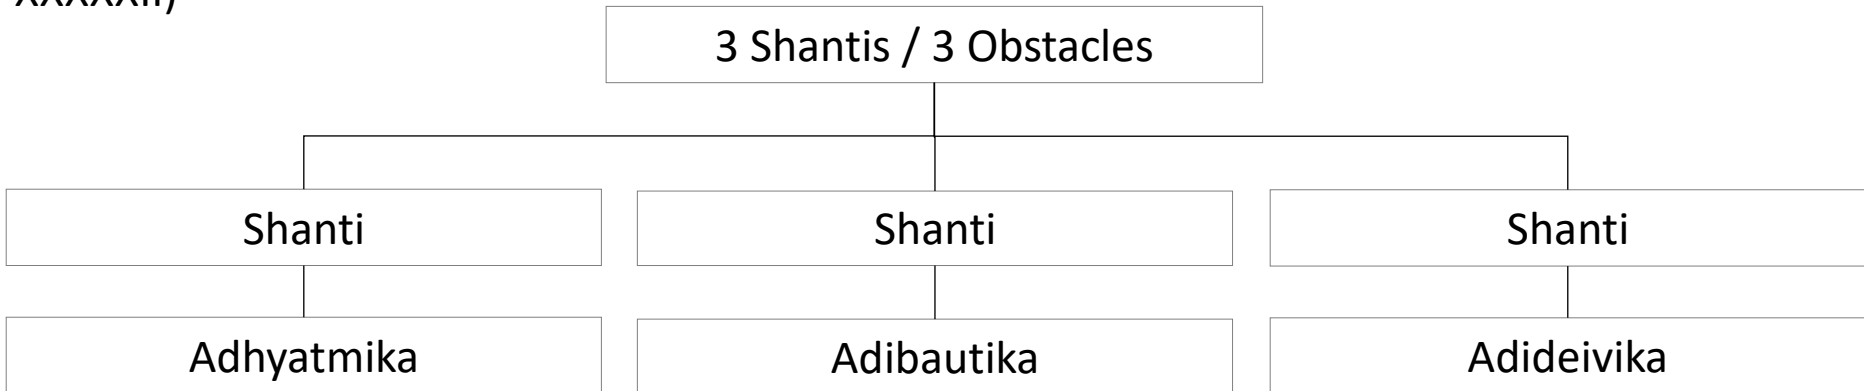 3 Shantis / 3 Obstacles
Shanti
Shanti
Shanti
Adhyatmika
Adibautika
Adideivika